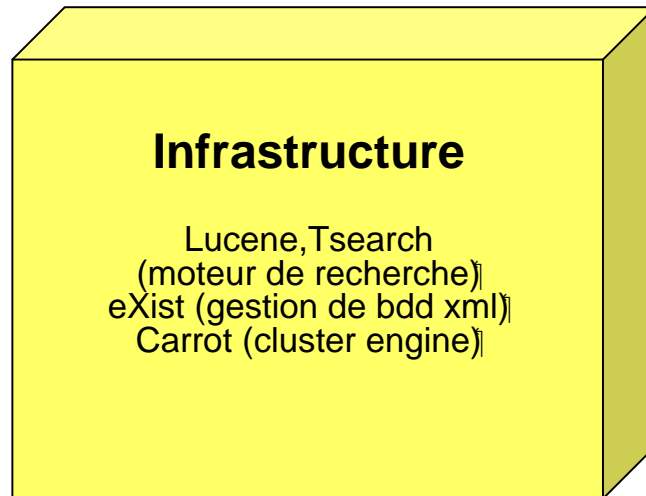 Infrastructure
Lucene,Tsearch
(moteur de recherche)
eXist (gestion de bdd xml)
Carrot (cluster engine)